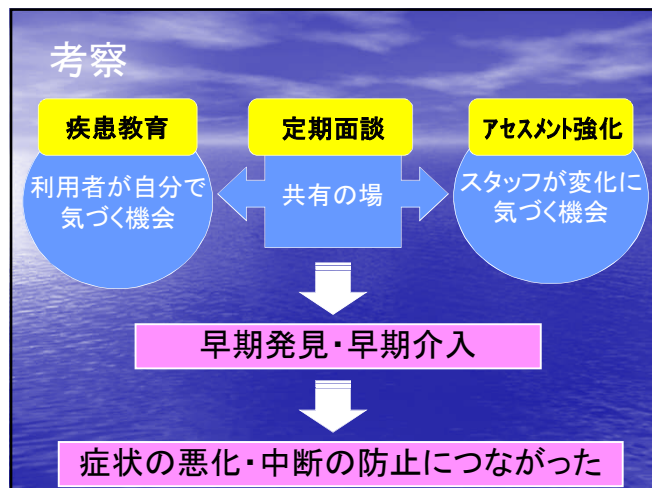 考察
疾患教育
定期面談
アセスメント強化
利用者が自分で
気づく機会
共有の場
スタッフが変化に
気づく機会
早期発見・早期介入
症状の悪化・中断の防止につながった